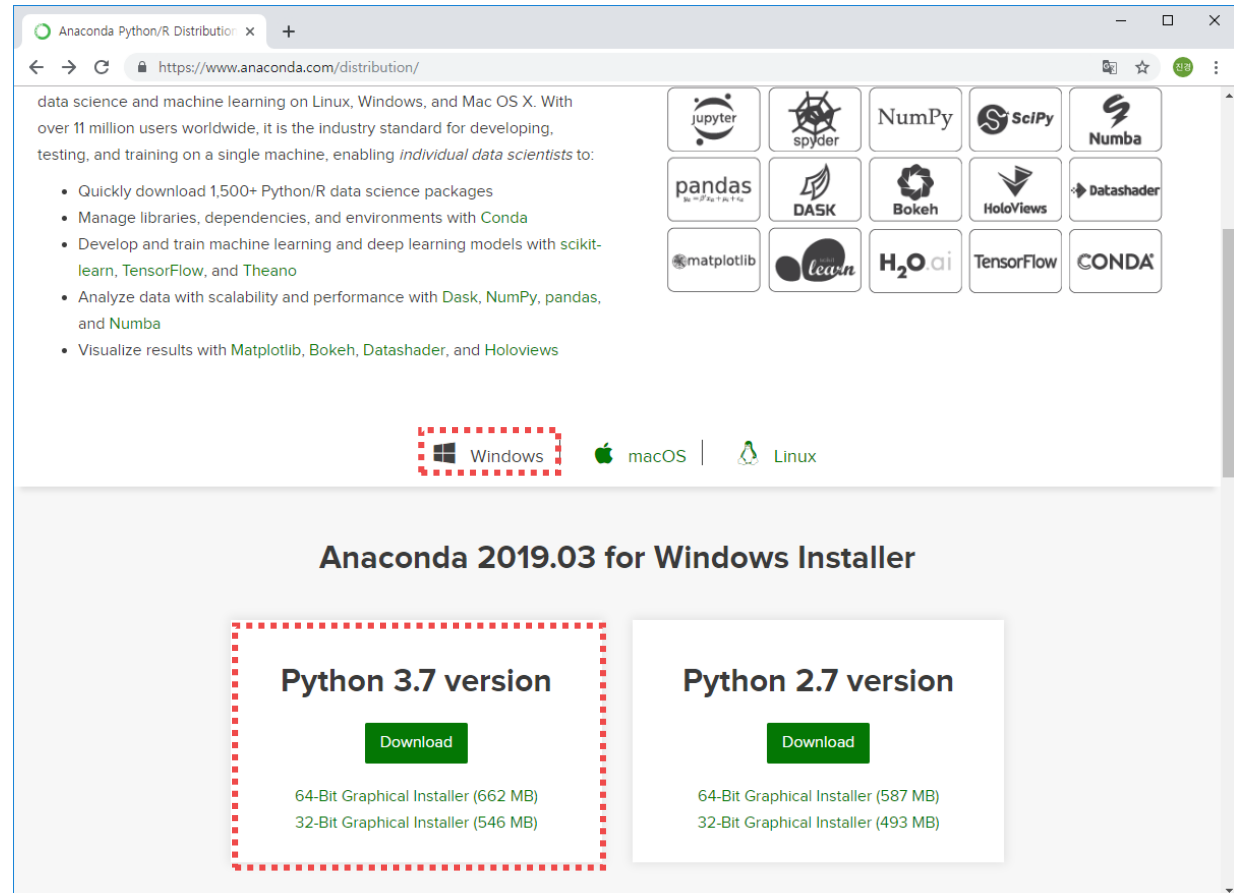 Anaconda Python/R Distribution
https://www.anaconda.com/distribution/
진경
data science and machine learning on Linux, Windows, and Mac OS X. With
over 11 million users worldwide, it is the industry standard for developing,
testing, and training on a single machine, enabling individual data scientists to:
• Quickly download 1,500+ Python/R data science packages
• Manage libraries, dependencies, and environments with Conda
• Develop and train machine learning and deep learning models with scikit-
learn, TensorFlow, and Theano
• Analyze data with scalability and performance with Dask, NumPy, pandas,
and Numba
• Visualize results with Matplotlib, Bokeh, Datashader, and Holoviews
jupyter
spyder
NumPy
SciPy
Numba
pandas
DASK
Bokeh
HoloViews
Datashader
matplotlib
scikit
learn
H2O.ai
TensorFlow
CONDA
Windows
macOS
Linux
Anaconda 2019.03 for Windows Installer
Python 3.7 version
Download
64-Bit Graphical Installer (662 MB)
32-Bit Graphical Installer (546 MB)
Python 2.7 version
Download
64-Bit Graphical Installer (587 MB)
32-Bit Graphical Installer (493 MB)